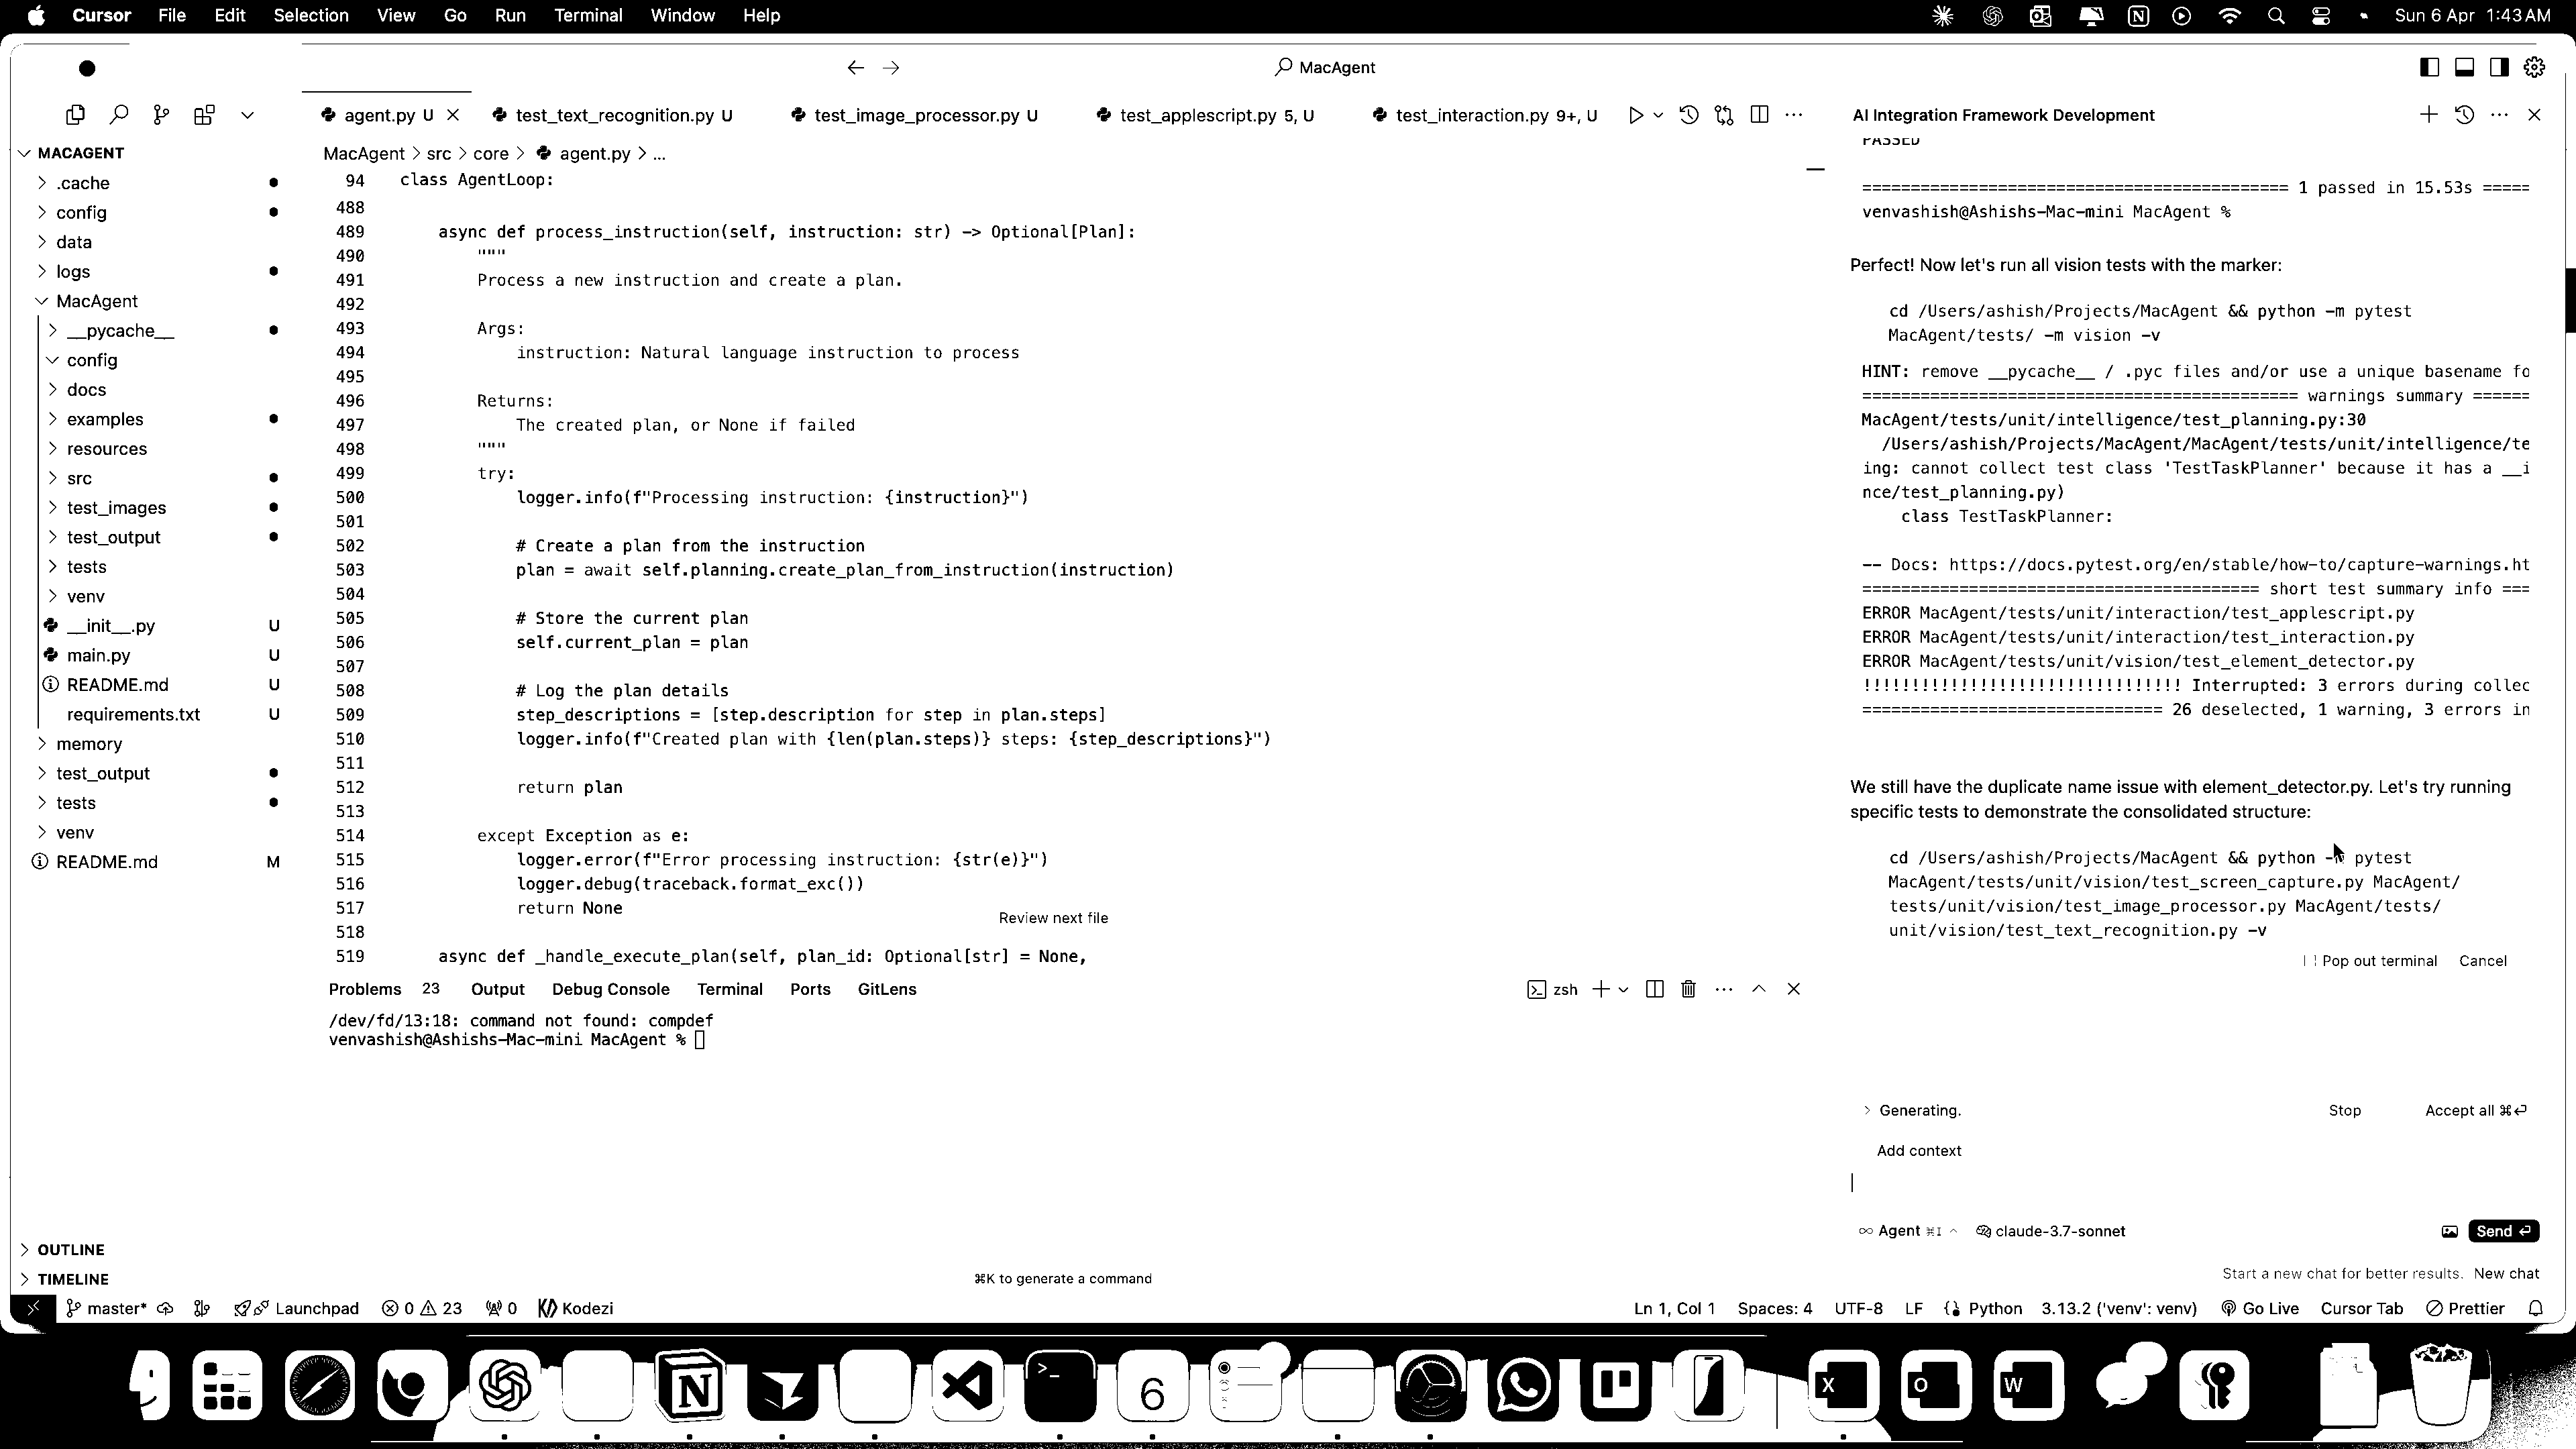 Cursor File Edit Selection View Go Run Terminal Window Help
Sun 6 Apr 1:43 AM
MacAgent
agent.py U
test_text_recognition.py U
test_image_processor.py U
test_applescript.py 5, U
test_interaction.py 9+, U
MACAGENT
.cache
config
data
logs
MacAgent
__pycache__
config
docs
examples
resources
src
test_images
test_output
tests
venv
__init__.py U
main.py U
README.md U
requirements.txt U
memory
test_output
tests
venv
README.md M
OUTLINE
TIMELINE
MacAgent > src > core > agent.py > ...
94 class AgentLoop:
488
489 async def process_instruction(self, instruction: str) -> Optional[Plan]:
490 """
491 Process a new instruction and create a plan.
492
493 Args:
494 instruction: Natural language instruction to process
495
496 Returns:
497 The created plan, or None if failed
498 """
499 try:
500 logger.info(f"Processing instruction: {instruction}")
501
502 # Create a plan from the instruction
503 plan = await self.planning.create_plan_from_instruction(instruction)
504
505 # Store the current plan
506 self.current_plan = plan
507
508 # Log the plan details
509 step_descriptions = [step.description for step in plan.steps]
510 logger.info(f"Created plan with {len(plan.steps)} steps: {step_descriptions}")
511
512 return plan
513
514 except Exception as e:
515 logger.error(f"Error processing instruction: {str(e)}")
516 logger.debug(traceback.format_exc())
517 return None
Review next file
518
519 async def _handle_execute_plan(self, plan_id: Optional[str] = None,
Problems 23 Output Debug Console Terminal Ports GitLens
zsh
/dev/fd/13:18: command not found: compdef
venvashish@Ashishs-Mac-mini MacAgent %
⌘K to generate a command
AI Integration Framework Development
PASSED
============================================ 1 passed in 15.53s =====
venvashish@Ashishs-Mac-mini MacAgent %
Perfect! Now let's run all vision tests with the marker:
cd /Users/ashish/Projects/MacAgent && python -m pytest
MacAgent/tests/ -m vision -v
HINT: remove __pycache__ / .pyc files and/or use a unique basename fo
============================================= warnings summary ======
MacAgent/tests/unit/intelligence/test_planning.py:30
/Users/ashish/Projects/MacAgent/MacAgent/tests/unit/intelligence/te
ing: cannot collect test class 'TestTaskPlanner' because it has a __i
nce/test_planning.py)
class TestTaskPlanner:
-- Docs: https://docs.pytest.org/en/stable/how-to/capture-warnings.ht
========================================= short test summary info ===
ERROR MacAgent/tests/unit/interaction/test_applescript.py
ERROR MacAgent/tests/unit/interaction/test_interaction.py
ERROR MacAgent/tests/unit/vision/test_element_detector.py
!!!!!!!!!!!!!!!!!!!!!!!!!!!!!!!!! Interrupted: 3 errors during collec
=============================== 26 deselected, 1 warning, 3 errors in
We still have the duplicate name issue with element_detector.py. Let's try running
specific tests to demonstrate the consolidated structure:
cd /Users/ashish/Projects/MacAgent && python - pytest
MacAgent/tests/unit/vision/test_screen_capture.py MacAgent/
tests/unit/vision/test_image_processor.py MacAgent/tests/
unit/vision/test_text_recognition.py -v
Pop out terminal Cancel
Generating. Stop Accept all ⌘⏎
Add context
∞ Agent ⌘I claude-3.7-sonnet Send ⏎
Start a new chat for better results. New chat
master* Launchpad 0 23 0 Kodezi
Ln 1, Col 1 Spaces: 4 UTF-8 LF Python 3.13.2 ('venv': venv) Go Live Cursor Tab Prettier
N >_ 6 X O W